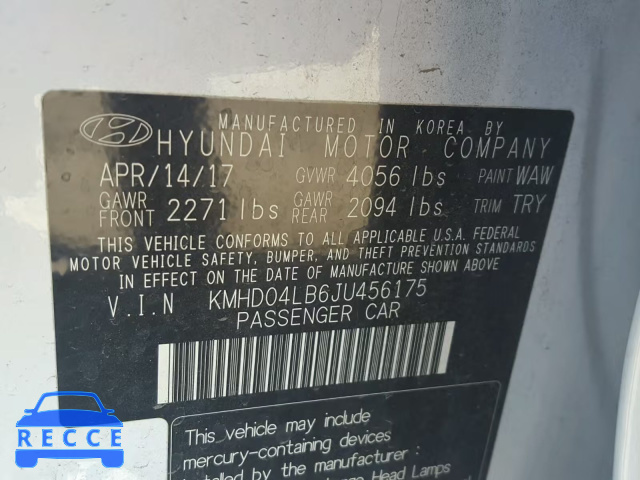 MANUFACTURED IN KOREA BY
HYUNDAI MOTOR COMPANY
APR/14/17 GVWR 4056 lbs PAINT WAW
GAWR FRONT 2271 lbs GAWR REAR 2094 lbs TRIM TRY
THIS VEHICLE CONFORMS TO ALL APPLICABLE U.S.A. FEDERAL
MOTOR VEHICLE SAFETY, BUMPER, AND THEFT PREVENTION STANDARDS
IN EFFECT ON THE DATE OF MANUFACTURE SHOWN ABOVE
V.I.N KMHD04LB6JU456175
PASSENGER CAR
This vehicle may include
mercury-containing devices
installed by the manufacturer :
Head Lamps
RECCE